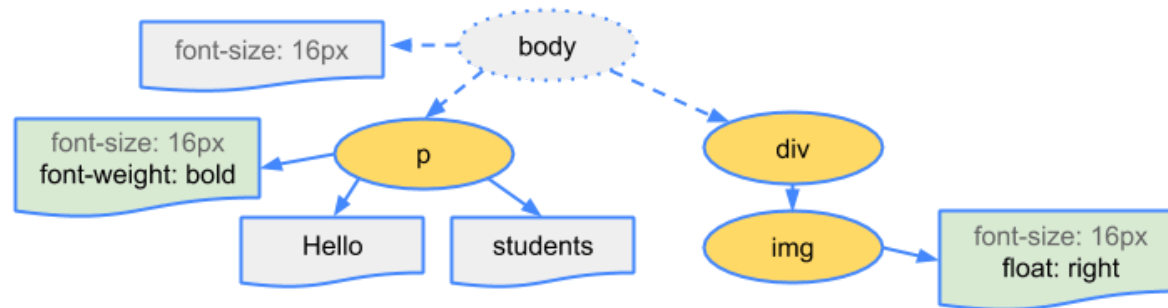 body
font-size: 16px
font-size: 16px
font-weight: bold
p
div
Hello
students
img
font-size: 16px
float: right